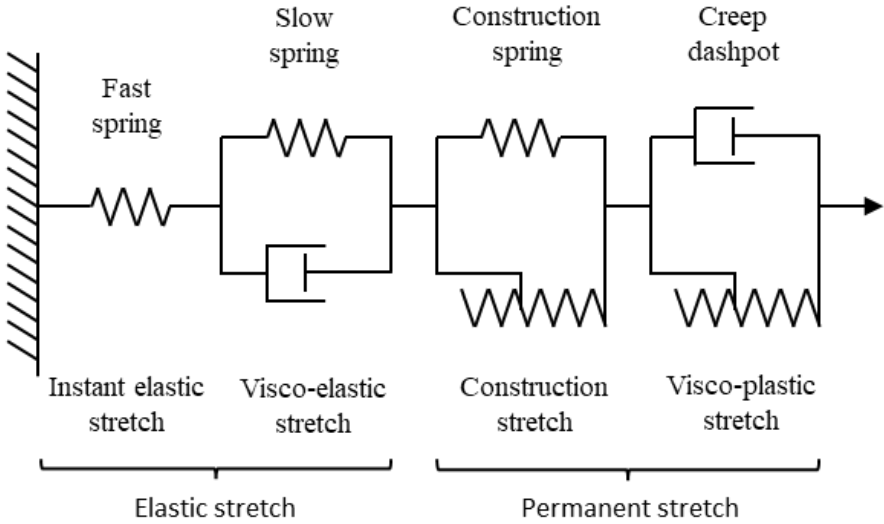 Fast
spring
Slow
spring
Construction
spring
Creep
dashpot
Instant elastic
stretch
Visco-elastic
stretch
Construction
stretch
Visco-plastic
stretch
Elastic stretch
Permanent stretch